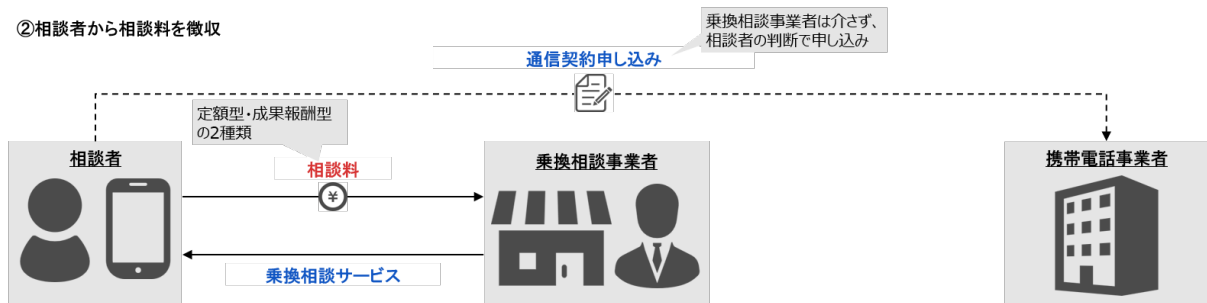 ②相談者から相談料を徴収
乗換相談事業者は介さず、
相談者の判断で申し込み
通信契約申し込み
定額型・成果報酬型
の2種類
相談者
相談料
¥
乗換相談事業者
携帯電話事業者
乗換相談サービス